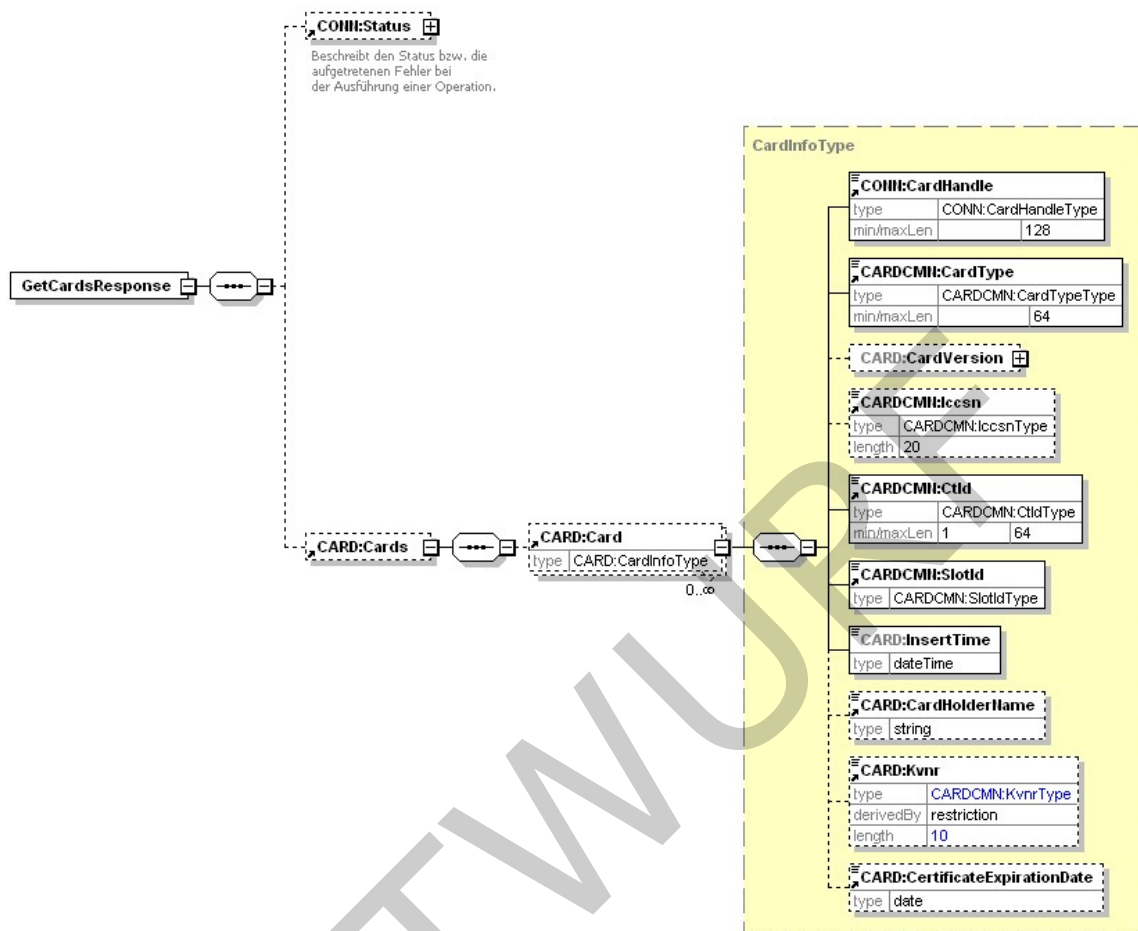 CONN:Status
Beschreibt den Status bzw. die
aufgetretenen Fehler bei
der Ausführung einer Operation.
GetCardsResponse
CARD:Cards
CARD:Card
type CARD:CardInfoType
0..∞
CardInfoType
CONN:CardHandle
type CONN:CardHandleType
min/maxLen 128
CARDCMN:CardType
type CARDCMN:CardTypeType
min/maxLen 64
CARD:CardVersion
CARDCMN:Iccsn
type CARDCMN:IccsnType
length 20
CARDCMN:CtId
type CARDCMN:CtIdType
min/maxLen 1 64
CARDCMN:SlotId
type CARDCMN:SlotIdType
CARD:InsertTime
type dateTime
CARD:CardHolderName
type string
CARD:Kvnr
type CARDCMN:KvnrType
derivedBy restriction
length 10
CARD:CertificateExpirationDate
type date
TWURF